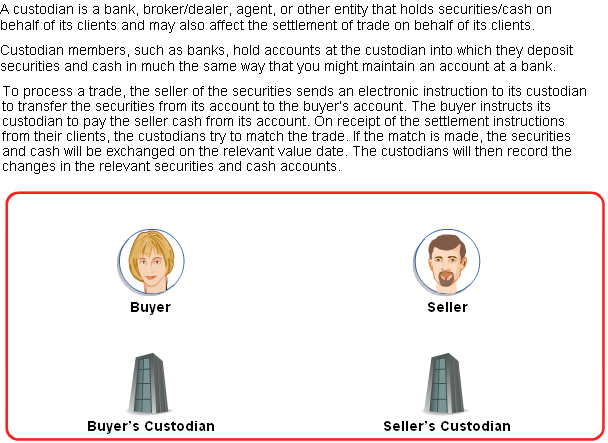 A custodian is a bank, broker/dealer, agent, or other entity that holds securities/cash on
behalf of its clients and may also affect the settlement of trade on behalf of its clients.
Custodian members, such as banks, hold accounts at the custodian into which they deposit
securities and cash in much the same way that you might maintain an account at a bank.
To process a trade, the seller of the securities sends an electronic instruction to its custodian
to transfer the securities from its account to the buyer's account. The buyer instructs its
custodian to pay the seller cash from its account. On receipt of the settlement instructions
from their clients, the custodians try to match the trade. If the match is made, the securities
and cash will be exchanged on the relevant value date. The custodians will then record the
changes in the relevant securities and cash accounts.
Buyer
Seller
Buyer's Custodian
Seller's Custodian